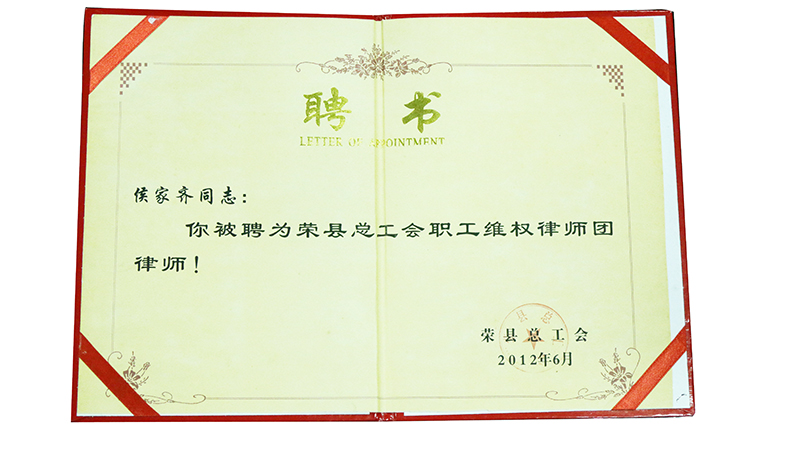 聘 书
LETTER OF APPOINTMENT
侯家齐同志：
你被聘为荣县总工会职工维权律师团
律师！
县总
荣县总工会
2012年6月